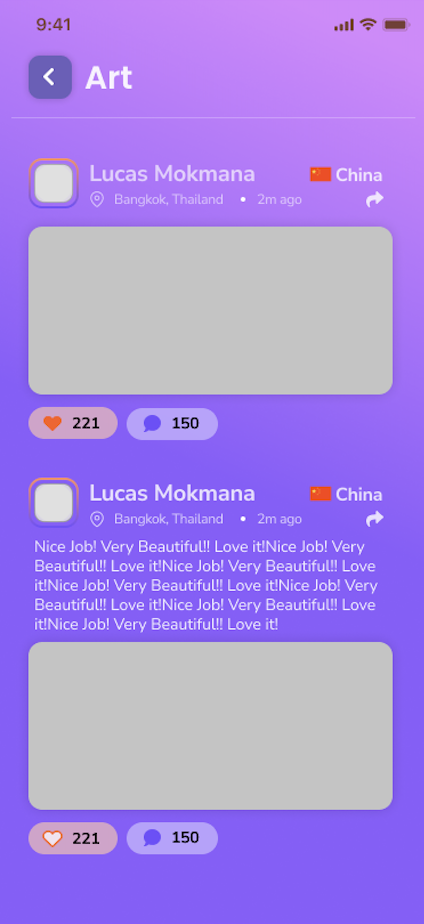 9:41
Art
Lucas Mokmana
China
Bangkok, Thailand • 2m ago
221
150
Lucas Mokmana
China
Bangkok, Thailand • 2m ago
Nice Job! Very Beautiful!! Love it!Nice Job! Very
Beautiful!! Love it!Nice Job! Very Beautiful!! Love
it!Nice Job! Very Beautiful!! Love it!Nice Job! Very
Beautiful!! Love it!Nice Job! Very Beautiful!! Love
it!Nice Job! Very Beautiful!! Love it!
221
150